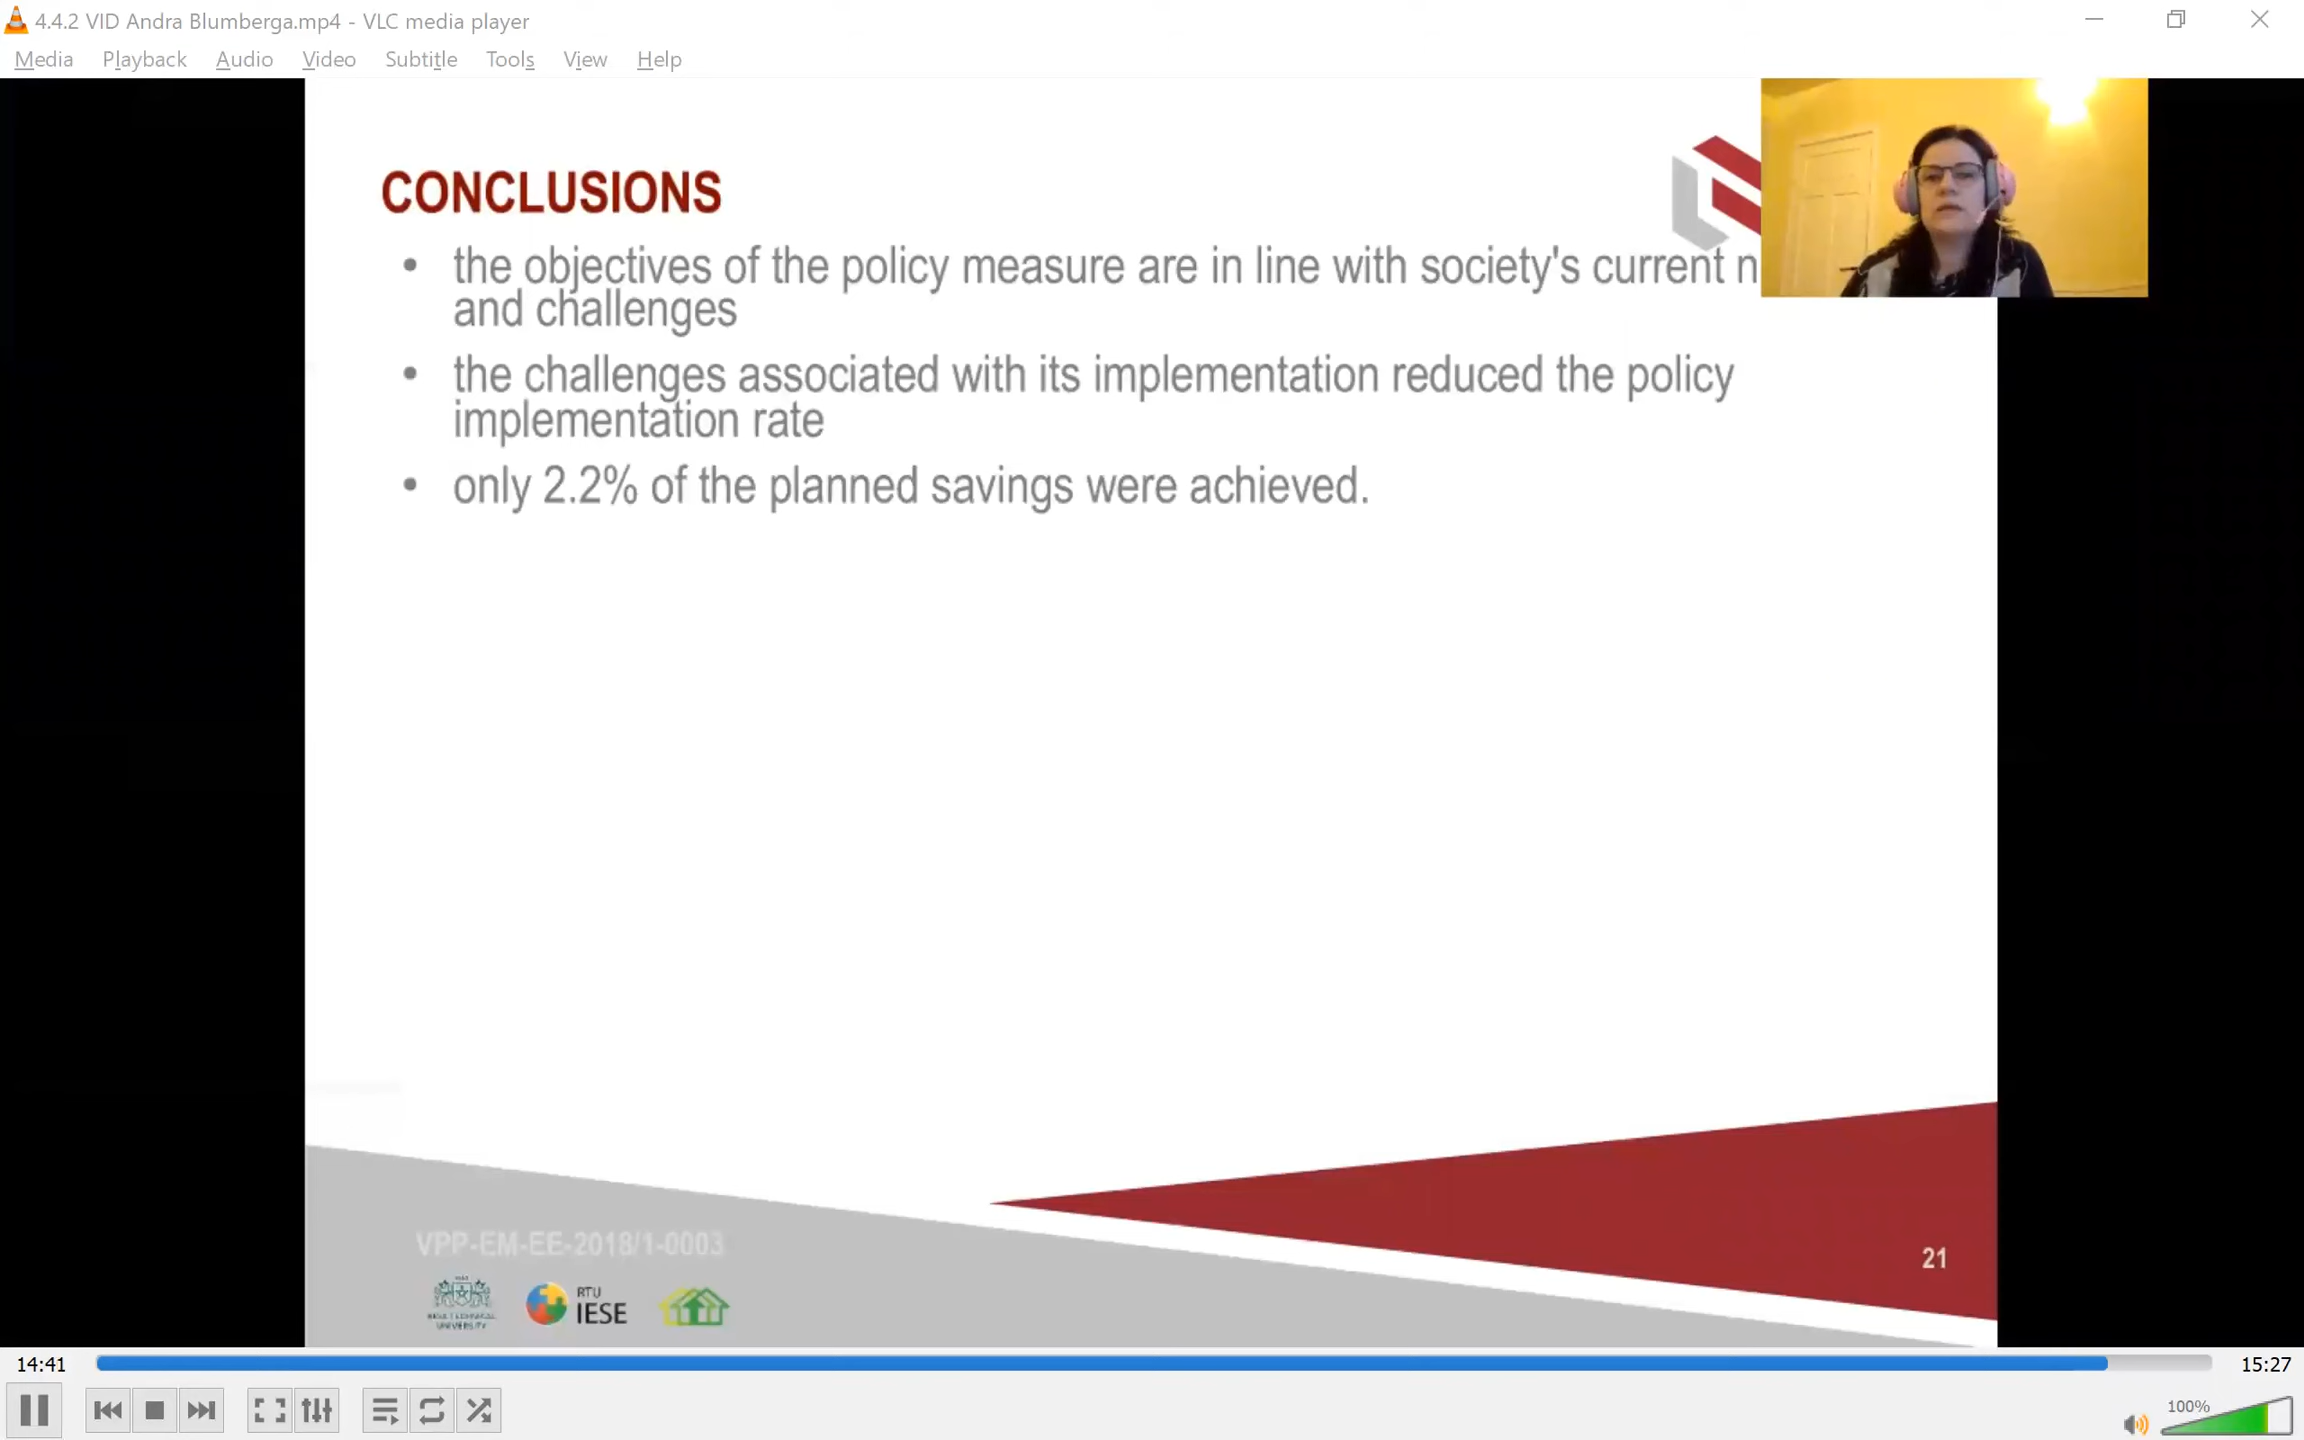 4.4.2 VID Andra Blumberga.mp4 - VLC media player
Media Playback Audio Video Subtitle Tools View Help
CONCLUSIONS
• the objectives of the policy measure are in line with society's current n
and challenges
• the challenges associated with its implementation reduced the policy
implementation rate
• only 2.2% of the planned savings were achieved.
VPP-EM-EE-2018/1-0003
21
UNIVERSITY
RTU
IESE
14:41
15:27
100%